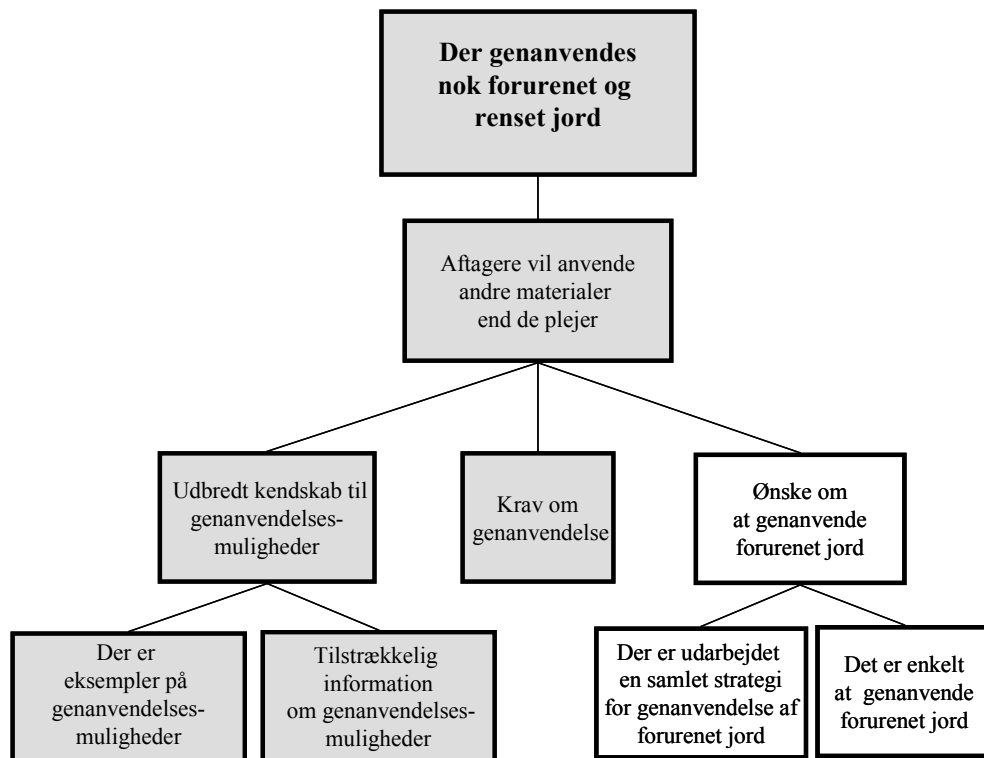 Der genanvendes
nok forurenet og
renset jord
Aftagere vil anvende
andre materialer
end de plejer
Udbredt kendskab til
genanvendelses-
muligheder
Krav om
genanvendelse
Ønske om
at genanvende
forurenet jord
Der er
eksempler på
genanvendelses-
muligheder
Tilstrækkelig
information
om genanvendelses-
muligheder
Der er udarbejdet
en samlet strategi
for genanvendelse af
forurenet jord
Det er enkelt
at genanvende
forurenet jord